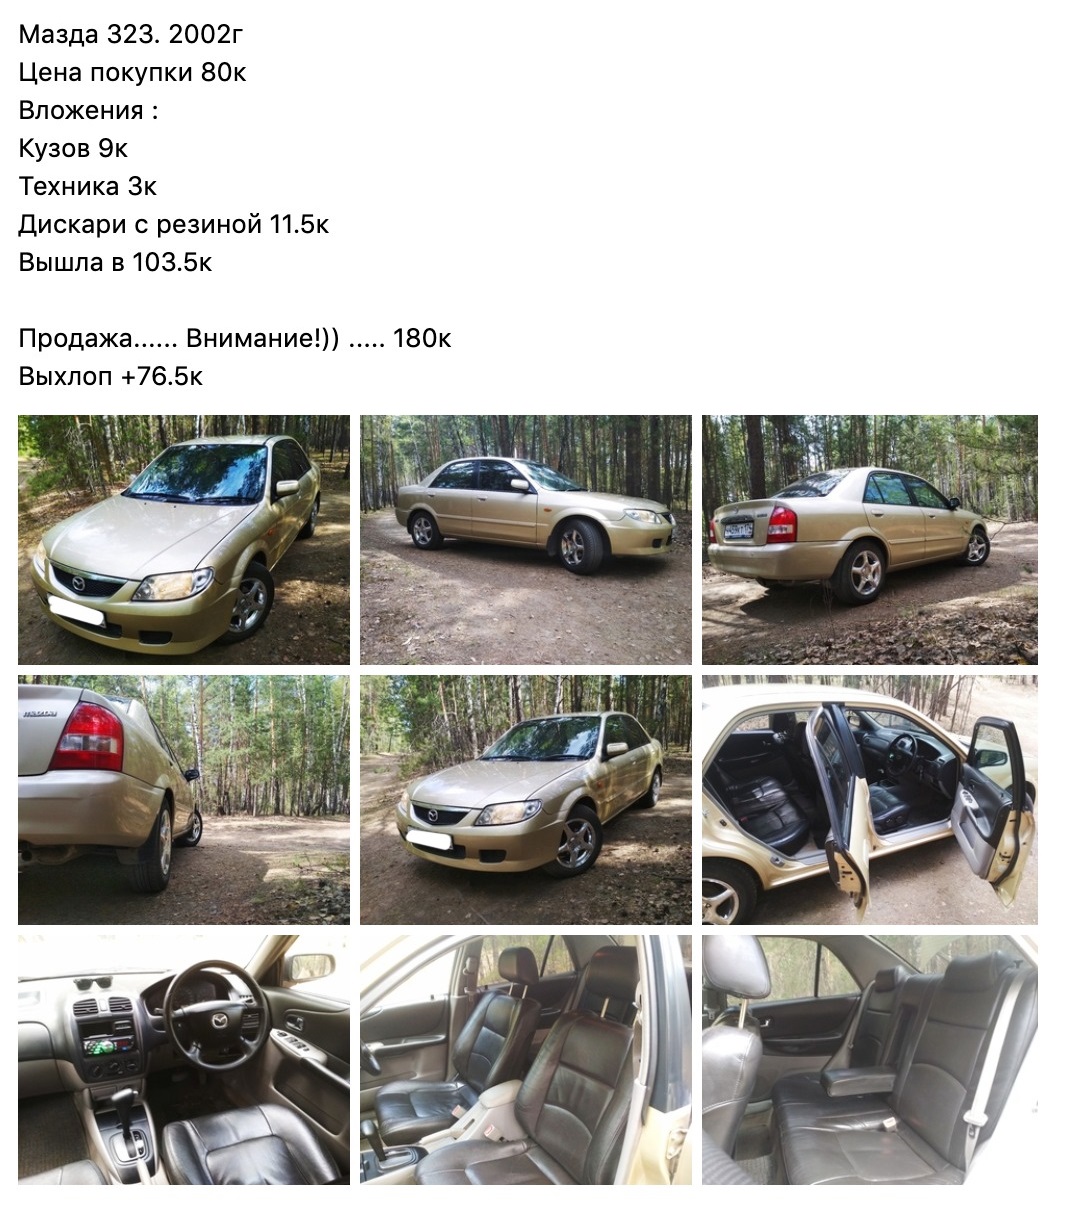 Мазда 323. 2002г
Цена покупки 80к
Вложения :
Кузов 9к
Техника 3к
Дискари с резиной 11.5к
Вышла в 103.5к
Продажа...... Внимание!)) ..... 180к
Выхлоп +76.5к